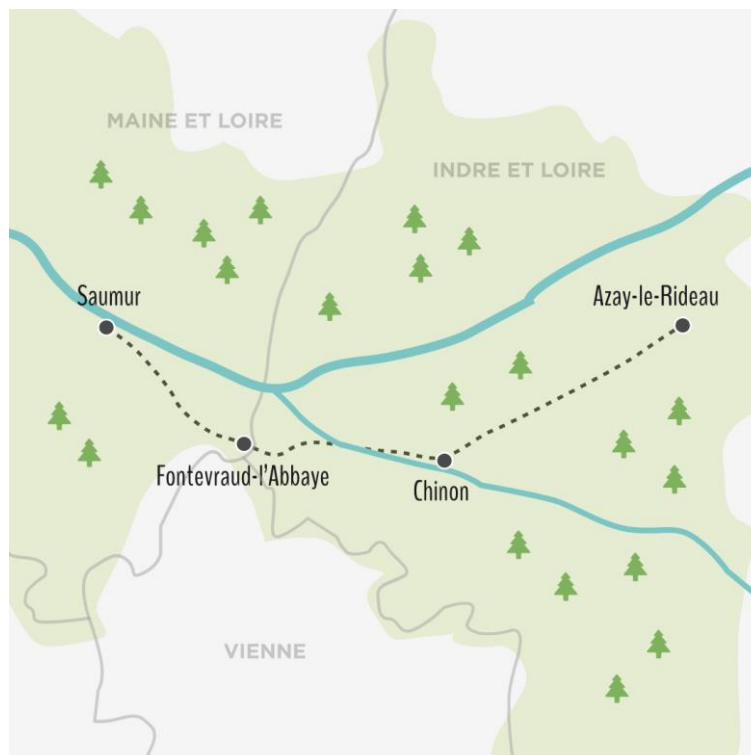 MAINE ET LOIRE
INDRE ET LOIRE
Saumur
Azay-le-Rideau
Fontevraud-l'Abbaye
Chinon
VIENNE